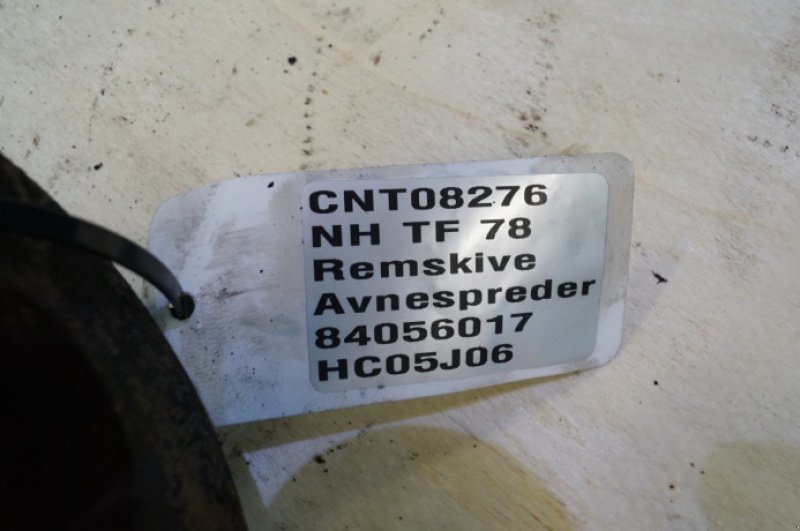 CNT08276
NH TF 78
Remskive
Avnespreder
84056017
HC05J06